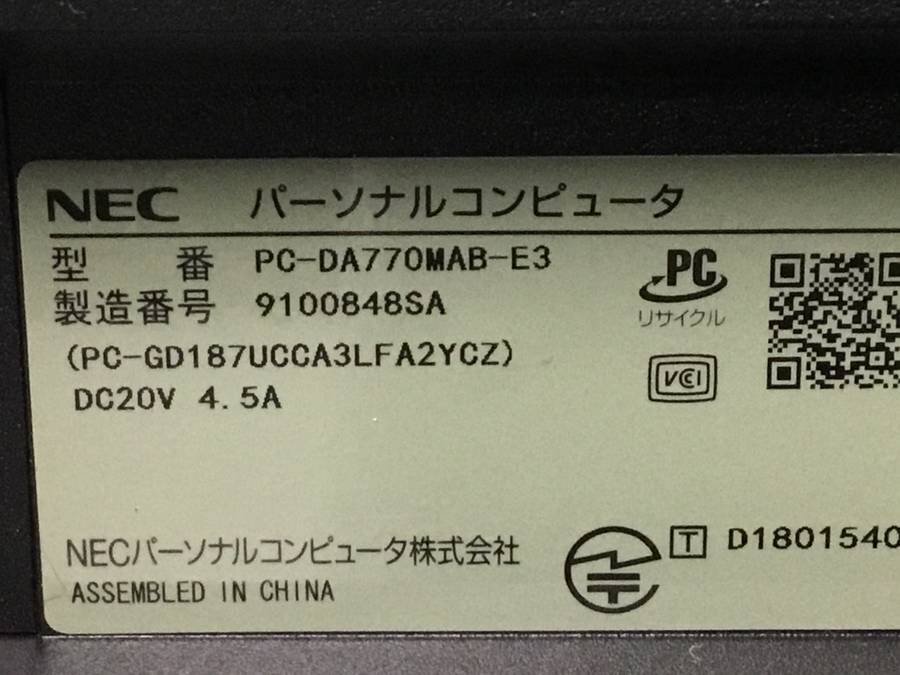 NEC パーソナルコンピュータ
型 番 PC-DA770MAB-E3
製造番号 9100848SA
(PC-GD187UCCA3LFA2YCZ)
DC20V 4.5A
PC
リサイクル
VCCI
NECパーソナルコンピュータ株式会社
ASSEMBLED IN CHINA
T D1801540